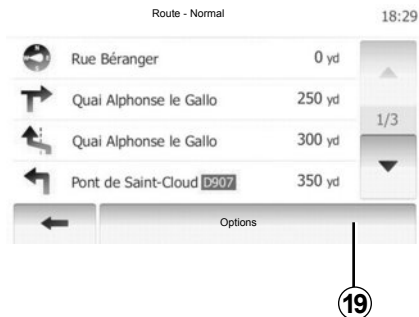 Route - Normal 18:29
Rue Béranger 0 yd
Quai Alphonse le Gallo 250 yd
1/3
Quai Alphonse le Gallo 300 yd
Pont de Saint-Cloud D907 350 yd
Options
19